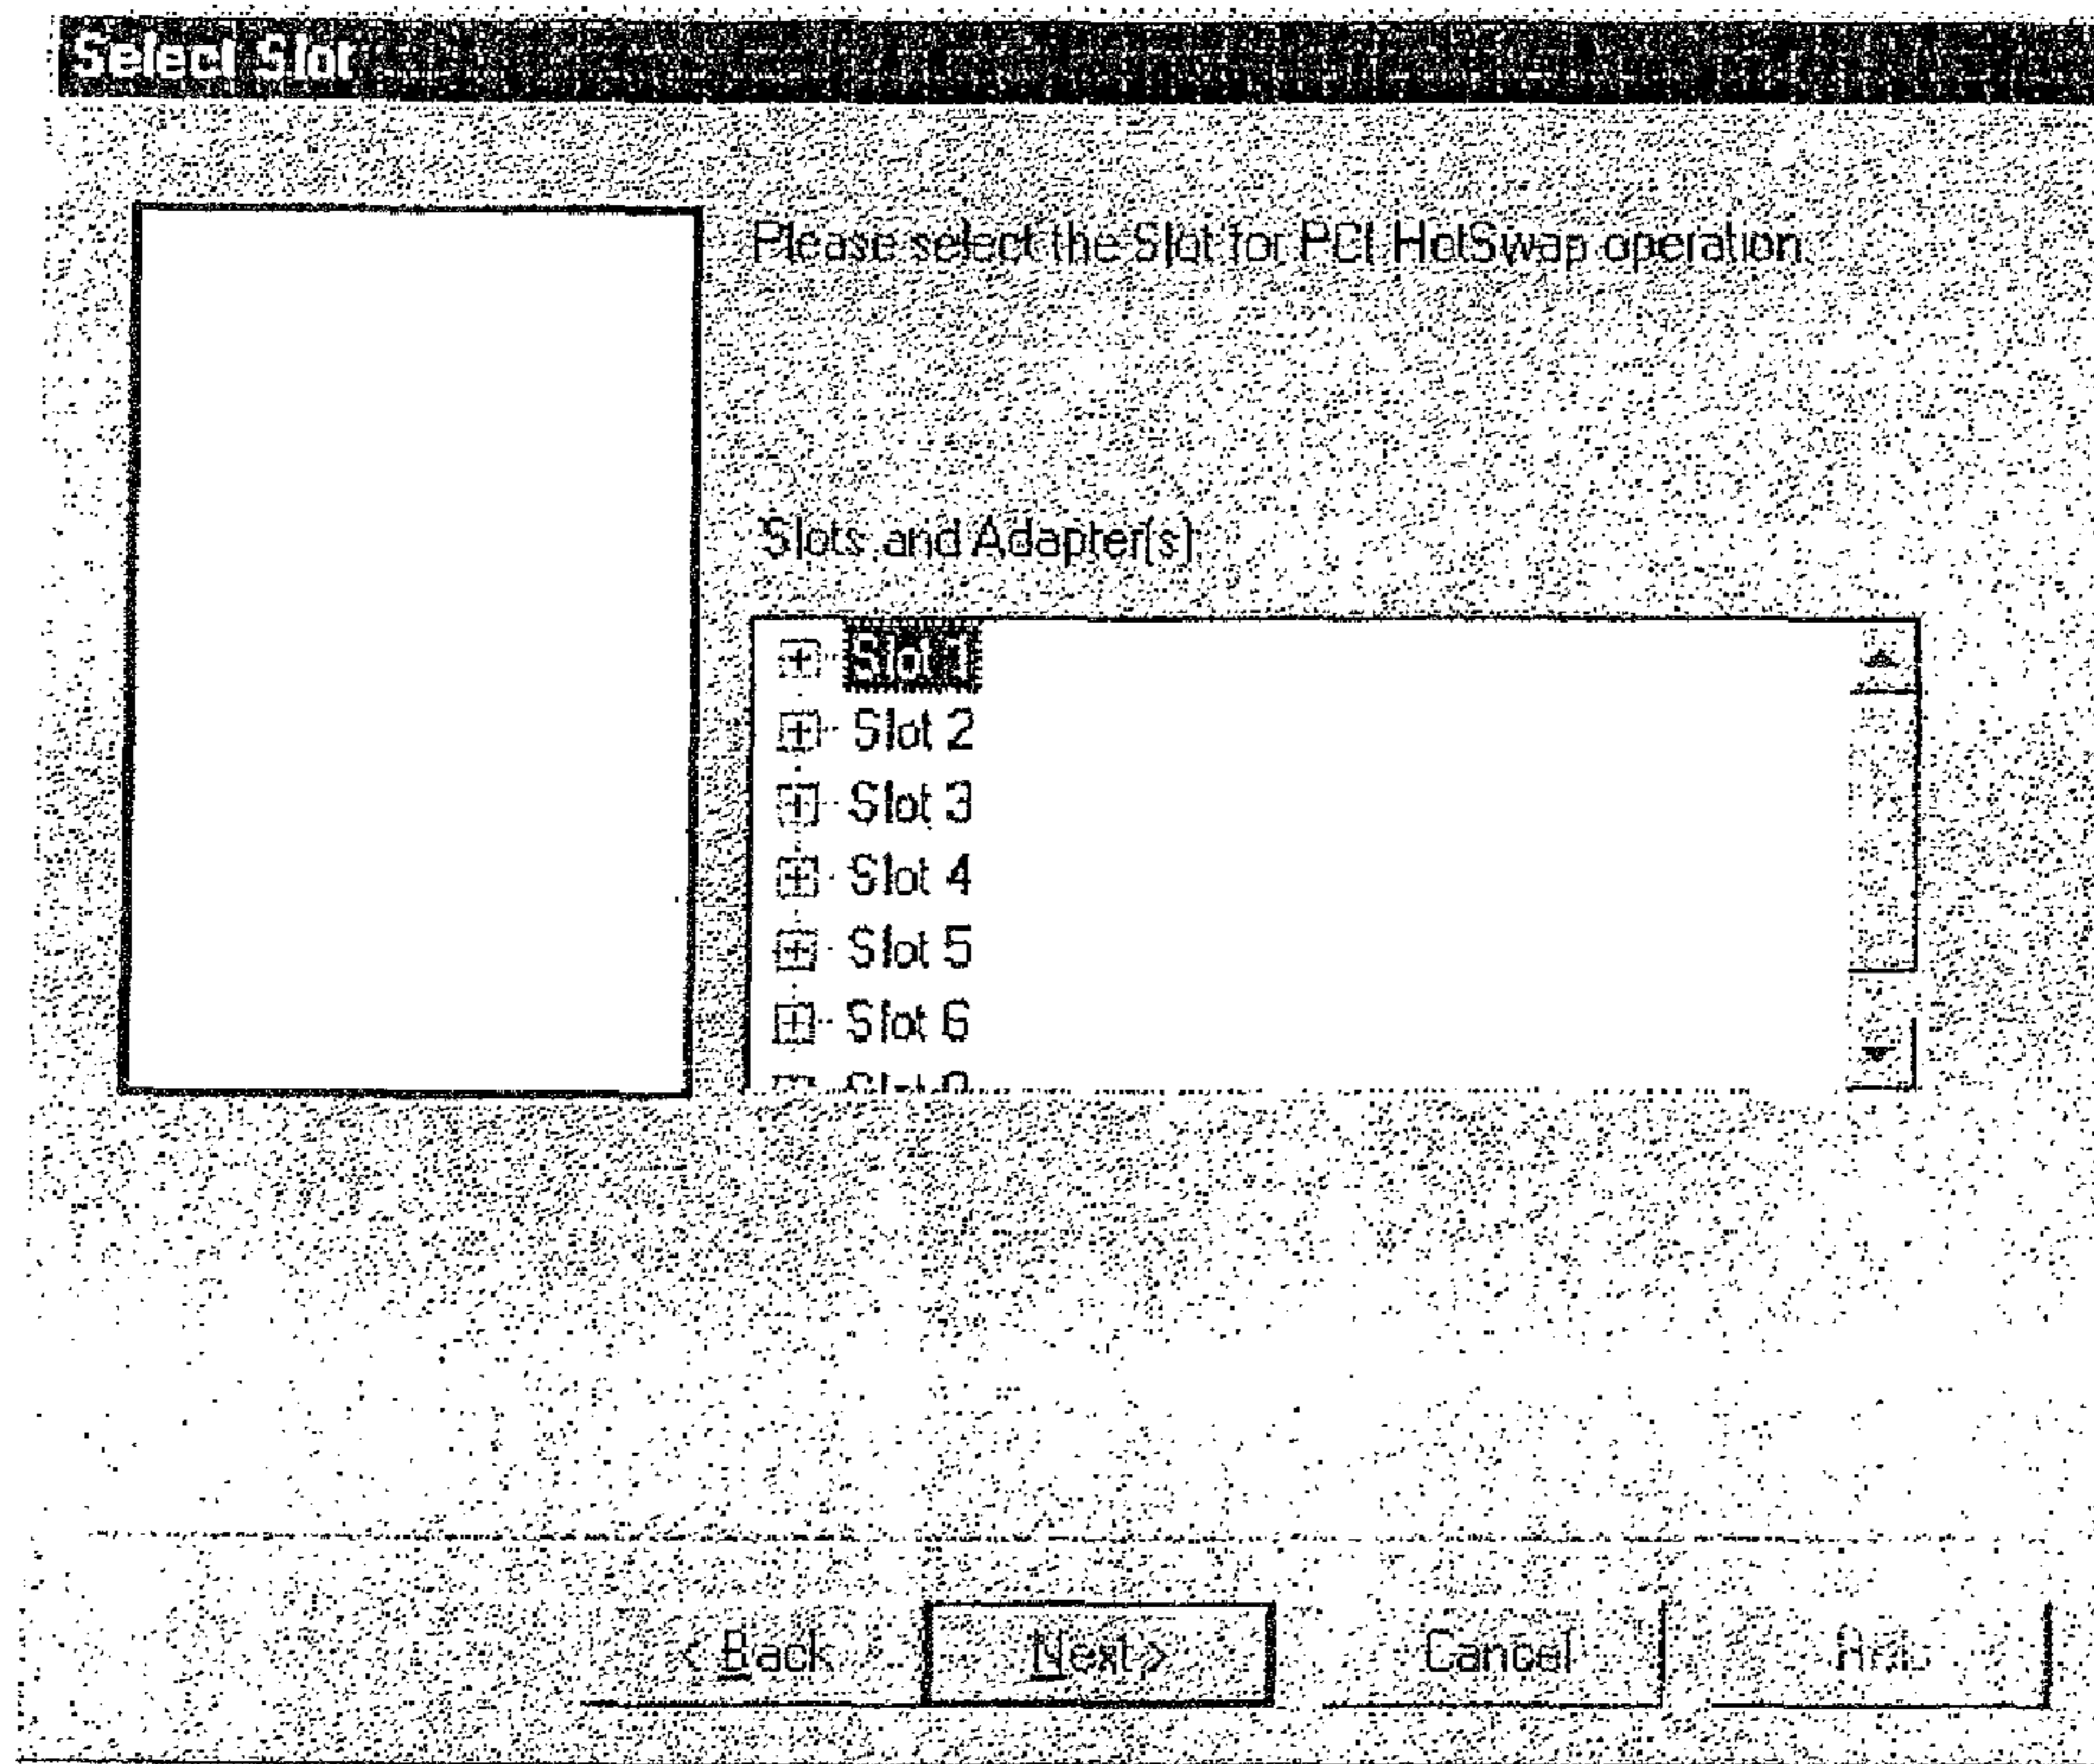 Select Slot
Please select the Slot for PCI HotSwap operation.
Slots and Adapter(s):
Slot 1
Slot 2
Slot 3
Slot 4
Slot 5
Slot 6
< Back
Next >
Cancel